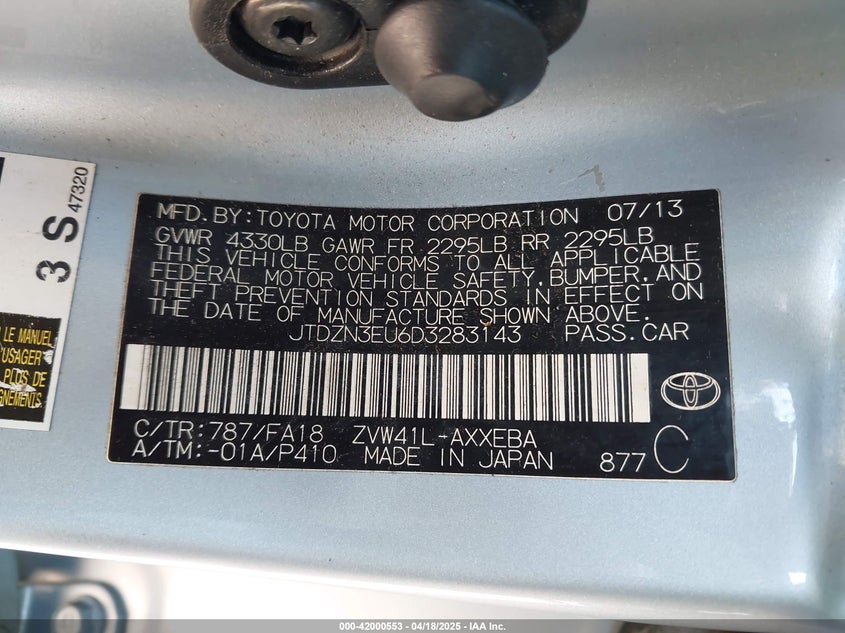 3 S 47320
LE MANUEL
'USAGER
PLUS DE
GNEMENTS
MFD. BY: TOYOTA MOTOR CORPORATION 07/13
GVWR 4330LB GAWR FR 2295LB RR 2295LB
THIS VEHICLE CONFORMS TO ALL APPLICABLE
FEDERAL MOTOR VEHICLE SAFETY, BUMPER, AND
THEFT PREVENTION STANDARDS IN EFFECT ON
THE DATE OF MANUFACTURE SHOWN ABOVE.
JTDZN3EU6D3283143 PASS. CAR
C/TR: 787/FA18 ZVW41L-AXXEBA
A/TM: -01A/P410 MADE IN JAPAN 877 C
000-42000553 / 04/18/2025 - IAA Inc.